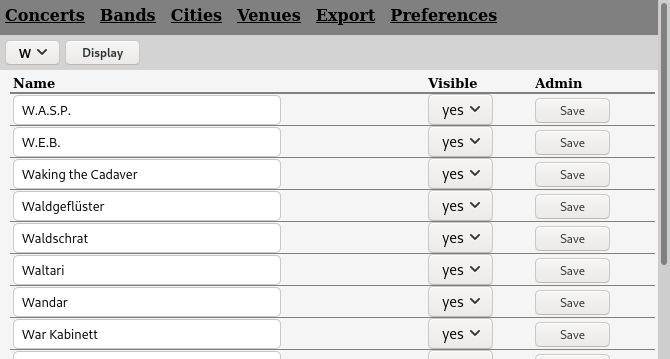 Concerts Bands Cities Venues Export Preferences
W Display
Name Visible Admin
W.A.S.P. yes Save
W.E.B. yes Save
Waking the Cadaver yes Save
Waldgeflüster yes Save
Waldschrat yes Save
Waltari yes Save
Wandar yes Save
War Kabinett yes Save